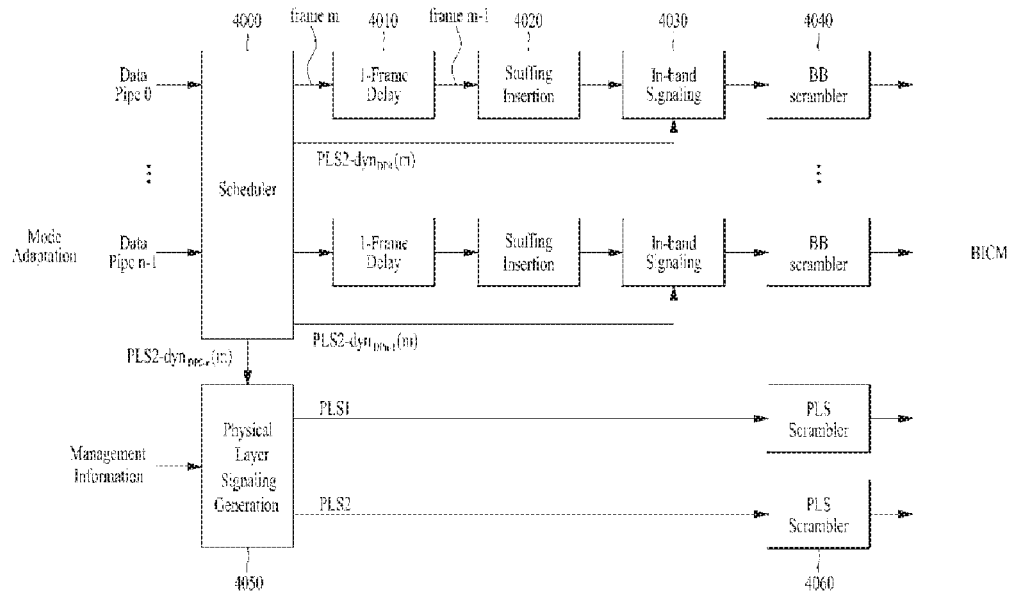 4000
frame m
4010
frame m-1
4020
4030
4040
Data
Pipe 0
1-Frame
Delay
Stuffing
Insertion
In-band
Signaling
BB
scrambler
PLS2-dyn
(m)
Scheduler
Mode
Adaptation
Data
Pipe n-1
1-Frame
Delay
Stuffing
Insertion
In-band
Signaling
BB
scrambler
BICM
PLS2-dyn
(m)
PLS2-dyn
(m)
Management
Information
Physical
Layer
Signaling
Generation
PLS1
PLS
Scrambler
PLS2
PLS
Scrambler
4050
4060